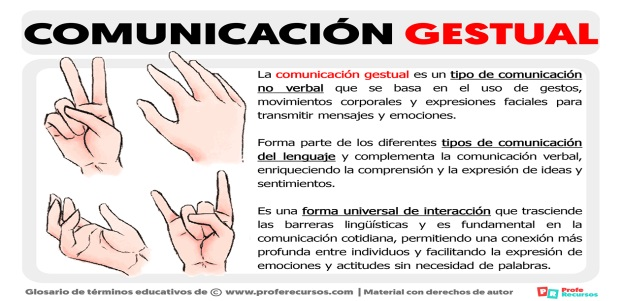 COMUNICACIÓN GESTUAL
La comunicación gestual es un tipo de comunicación
no verbal que se basa en el uso de gestos,
movimientos corporales y expresiones faciales para
transmitir mensajes y emociones.
Forma parte de los diferentes tipos de comunicación
del lenguaje y complementa la comunicación verbal,
enriqueciendo la comprensión y la expresión de ideas y
sentimientos.
Es una forma universal de interacción que trasciende
las barreras lingüísticas y es fundamental en la
comunicación cotidiana, permitiendo una conexión más
profunda entre individuos y facilitando la expresión de
emociones y actitudes sin necesidad de palabras.
Glosario de términos educativos de © www.proferecursos.com | Material con derechos de autor
Profe
Recursos